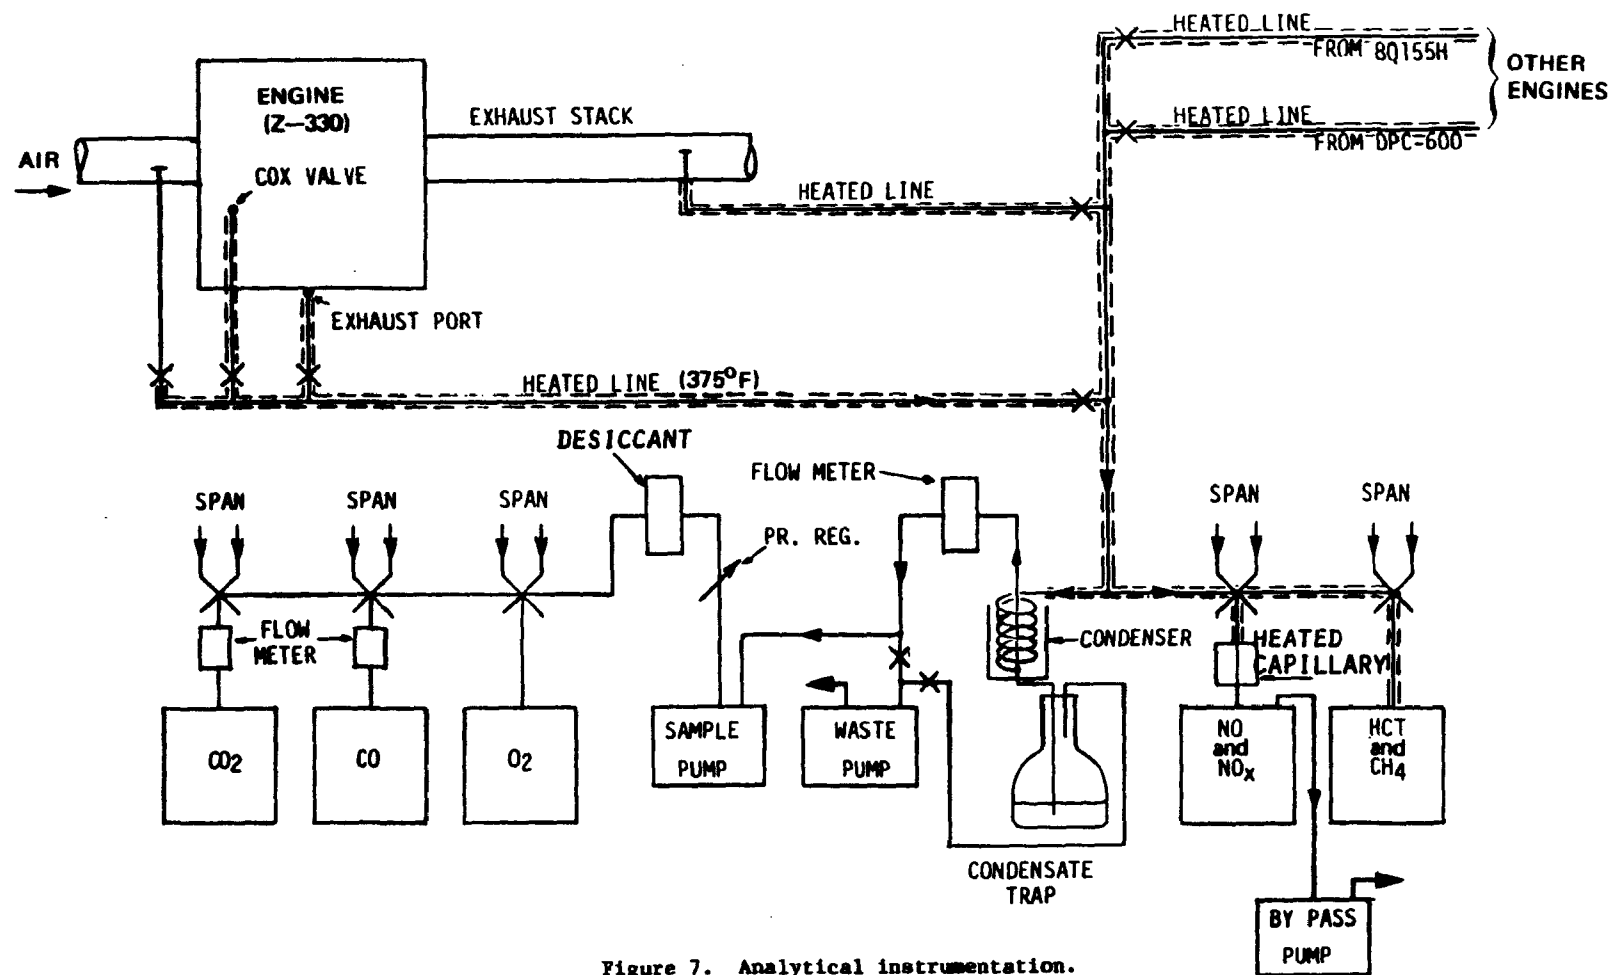 HEATED LINE
FROM 8Q155H
OTHER
ENGINES
HEATED LINE
FROM DPC-600
ENGINE
(Z-330)
EXHAUST STACK
AIR
COX VALVE
HEATED LINE
EXHAUST PORT
HEATED LINE (375°F)
DESICCANT
FLOW METER
SPAN
SPAN
SPAN
PR. REG.
SPAN
SPAN
FLOW
METER
CONDENSER
HEATED
CAPILLARY
CO2
CO
O2
SAMPLE
PUMP
WASTE
PUMP
NO
and
NOx
HCT
and
CH4
CONDENSATE
TRAP
BY PASS
PUMP
Figure 7. Analytical instrumentation.